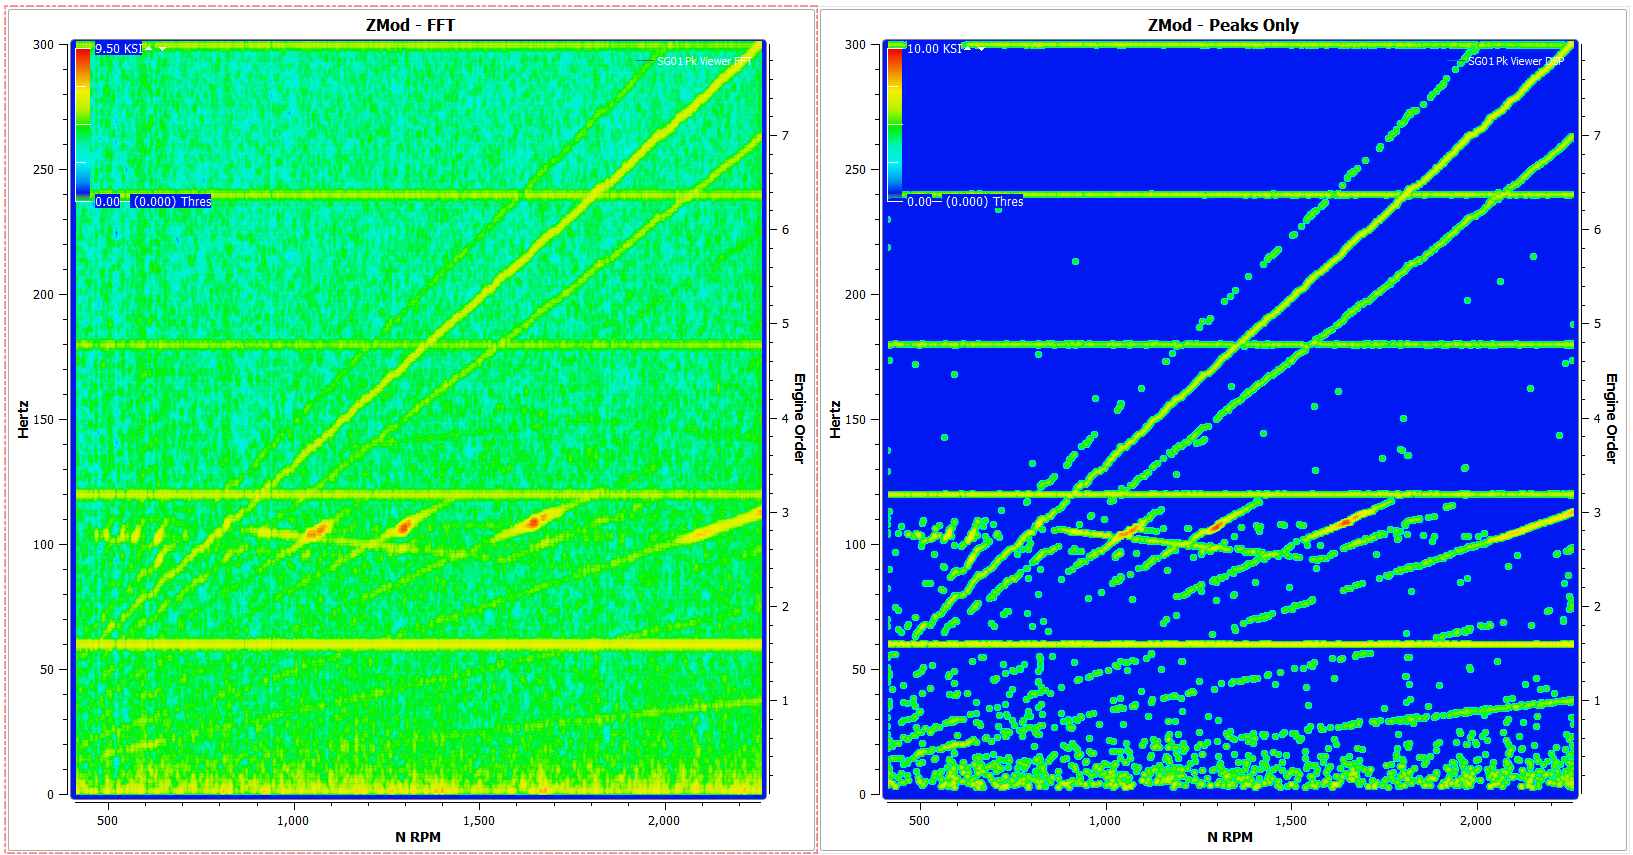 ZMod - FFT
9.50 KSI
SG01 Pk Viewer FFT
0.00 (0.000) Thres
300
250
200
150
100
50
0
Hertz
7
6
5
4
3
2
1
Engine Order
500
1,000
1,500
2,000
N RPM
ZMod - Peaks Only
10.00 KSI
SG01 Pk Viewer DSP
0.00 (0.000) Thres
300
250
200
150
100
50
0
Hertz
7
6
5
4
3
2
1
Engine Order
500
1,000
1,500
2,000
N RPM